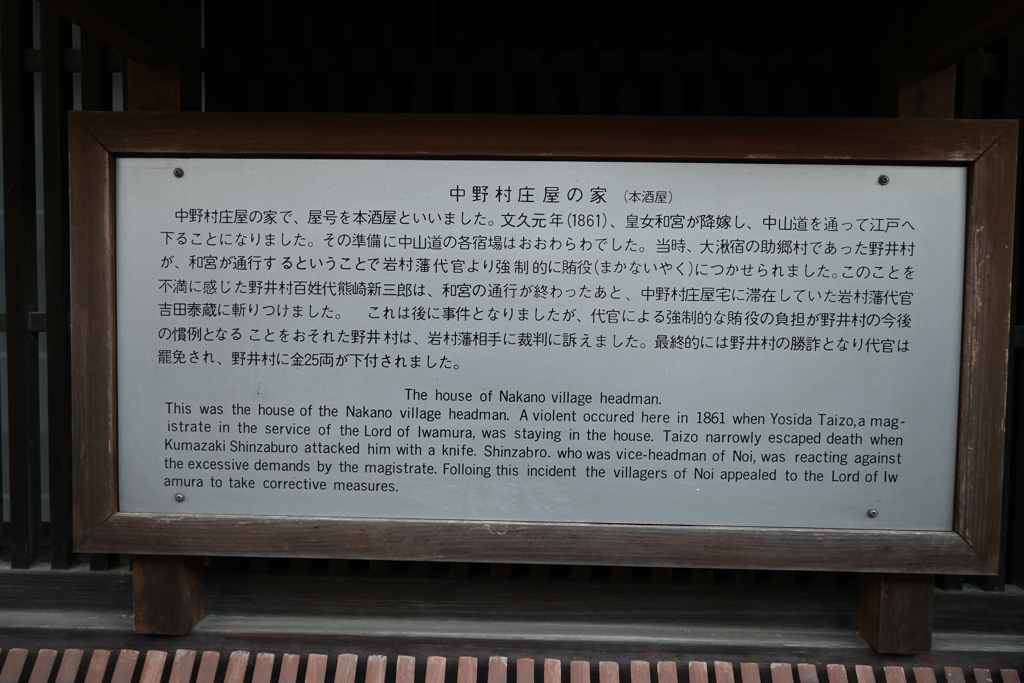 中野村庄屋の家 （本酒屋）
中野村庄屋の家で、屋号を本酒屋といいました。文久元年(1861)、皇女和宮が降嫁し、中山道を通って江戸へ
下ることになりました。その準備に中山道の各宿場はおおわらわでした。当時、大湫宿の助郷村であった野井村
が、和宮が通行するということで岩村藩代官より強制的に賄役(まかないやく)につかせられました。このことを
不満に感じた野井村百姓代熊崎新三郎は、和宮の通行が終わったあと、中野村庄屋宅に滞在していた岩村藩代官
吉田泰蔵に斬りつけました。 これは後に事件となりましたが、代官による強制的な賄役の負担が野井村の今後
の慣例となる ことをおそれた野井村は、岩村藩相手に裁判に訴えました。最終的には野井村の勝訴となり代官は
罷免され、野井村に金25両が下付されました。
The house of Nakano village headman.
This was the house of the Nakano village headman. A violent occured here in 1861 when Yosida Taizo,a mag-
istrate in the service of the Lord of Iwamura, was staying in the house. Taizo narrowly escaped death when
Kumazaki Shinzaburo attacked him with a knife. Shinzabro. who was vice-headman of Noi, was reacting against
the excessive demands by the magistrate. Folloing this incident the villagers of Noi appealed to the Lord of Iw
amura to take corrective measures.